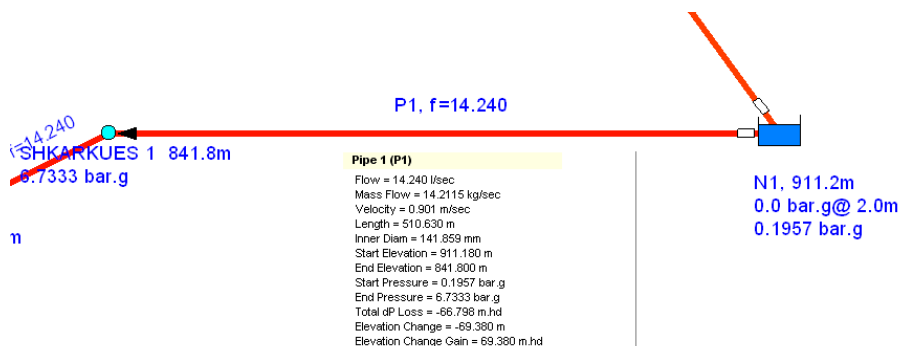 P1, f=14.240
f=14.240
SHKARKUES 1 841.8m
6.7333 bar.g
m
N1, 911.2m
0.0 bar.g@ 2.0m
0.1957 bar.g
Pipe 1 (P1)
Flow = 14.240 l/sec
Mass Flow = 14.2115 kg/sec
Velocity = 0.901 m/sec
Length = 510.630 m
Inner Diam = 141.859 mm
Start Elevation = 911.180 m
End Elevation = 841.800 m
Start Pressure = 0.1957 bar.g
End Pressure = 6.7333 bar.g
Total dP Loss = -66.798 m.hd
Elevation Change = -69.380 m
Elevation Change Gain = 69.380 m.hd